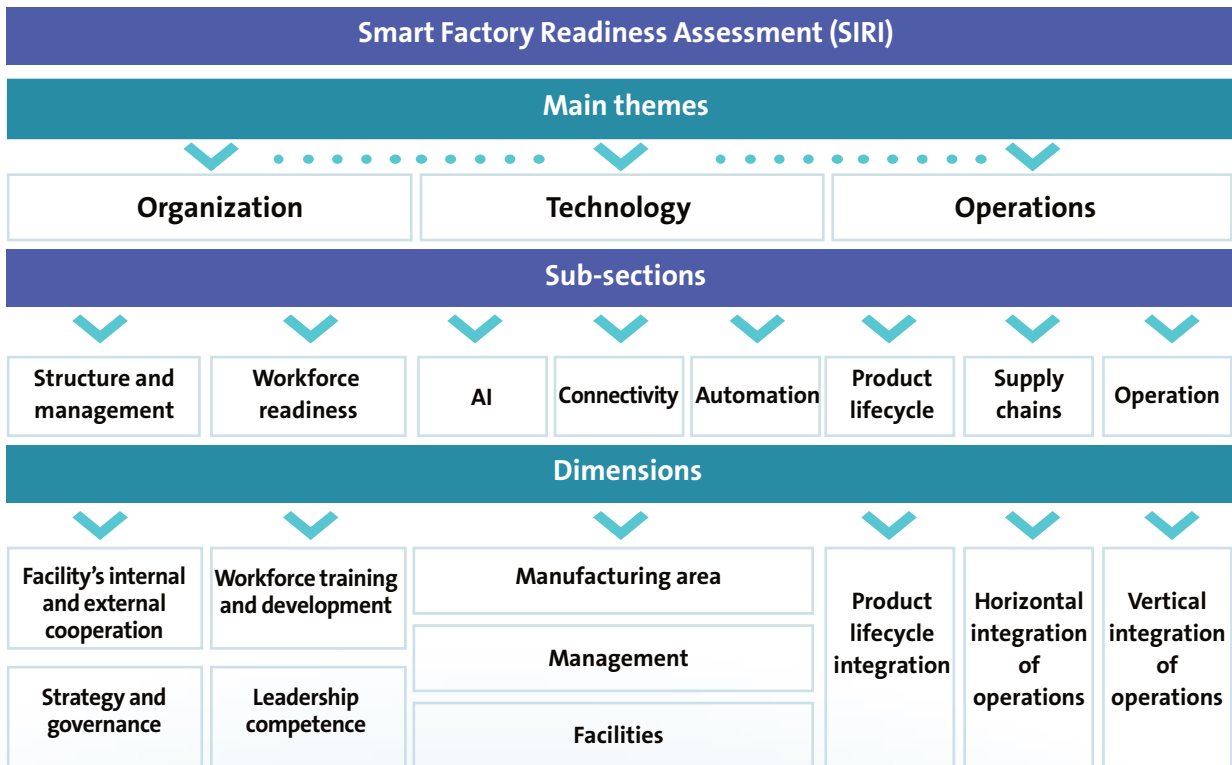 Smart Factory Readiness Assessment (SIRI)
Main themes
Organization
Technology
Operations
Sub-sections
Structure and
management
Workforce
readiness
AI
Connectivity
Automation
Product
lifecycle
Supply
chains
Operation
Dimensions
Facility's internal
and external
cooperation
Workforce training
and development
Manufacturing area
Product
lifecycle
integration
Horizontal
integration
of
operations
Vertical
integration
of
operations
Management
Strategy and
governance
Leadership
competence
Facilities